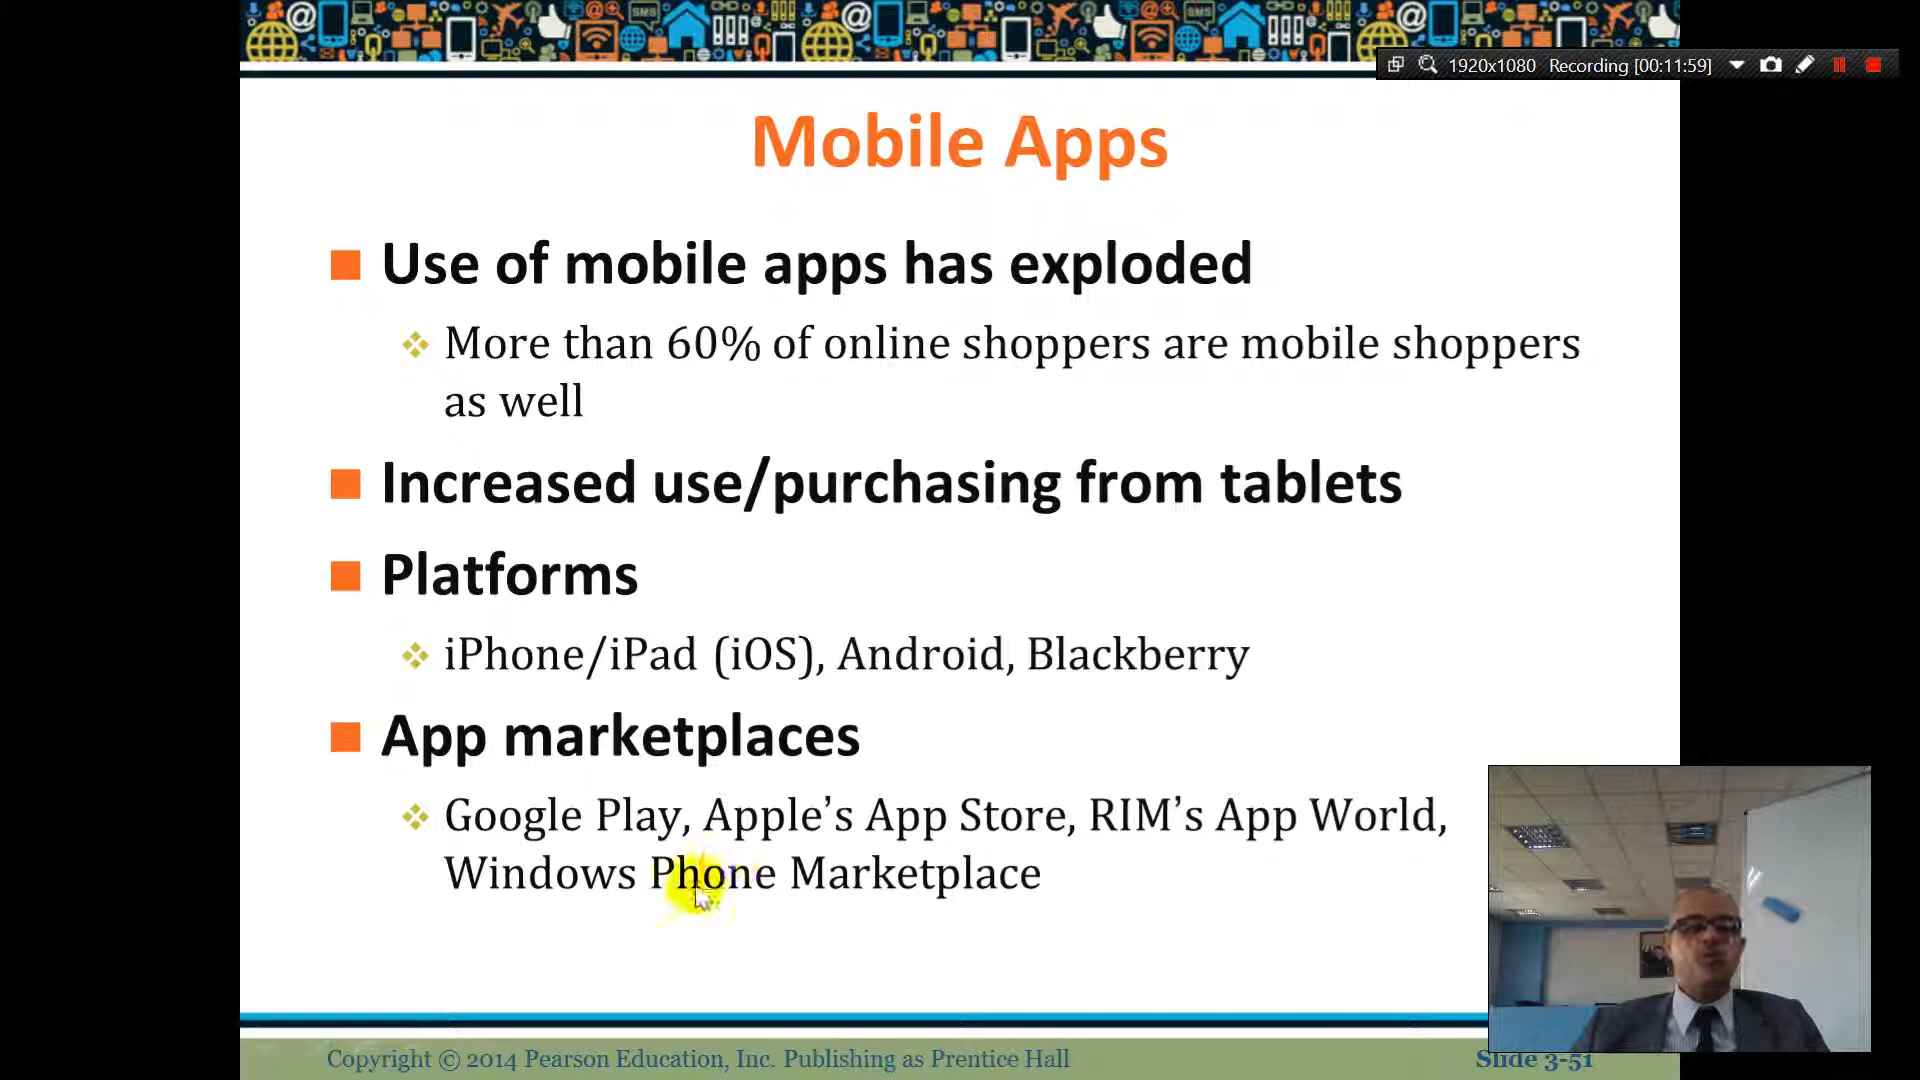 1920x1080 Recording [00:11:59]
Mobile Apps
Use of mobile apps has exploded
More than 60% of online shoppers are mobile shoppers
as well
Increased use/purchasing from tablets
Platforms
iPhone/iPad (iOS), Android, Blackberry
App marketplaces
Google Play, Apple’s App Store, RIM’s App World,
Windows Phone Marketplace
Copyright © 2014 Pearson Education, Inc. Publishing as Prentice Hall
Slide 3-51